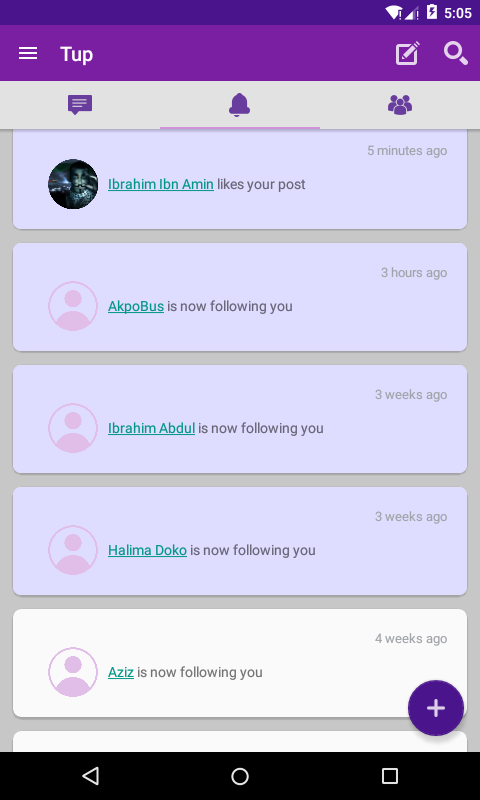 5:05
Tup
5 minutes ago
Ibrahim Ibn Amin likes your post
3 hours ago
AkpoBus is now following you
3 weeks ago
Ibrahim Abdul is now following you
3 weeks ago
Halima Doko is now following you
4 weeks ago
Aziz is now following you